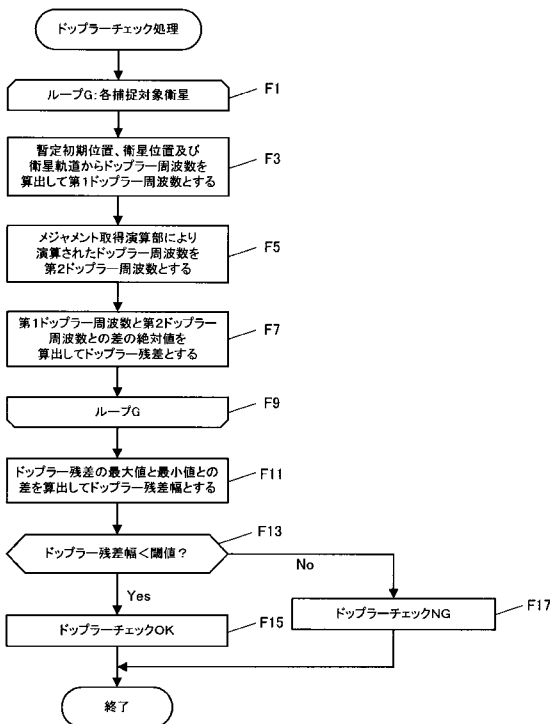 ドップラーチェック処理
ループG:各捕捉対象衛星
F1
暫定初期位置、衛星位置及び
衛星軌道からドップラー周波数を
算出して第1ドップラー周波数とする
F3
メジャメント取得演算部により
演算されたドップラー周波数を
第2ドップラー周波数とする
F5
第1ドップラー周波数と第2ドップラー
周波数との差の絶対値を
算出してドップラー残差とする
F7
ループG
F9
ドップラー残差の最大値と最小値との
差を算出してドップラー残差幅とする
F11
ドップラー残差幅<閾値?
F13
No
Yes
ドップラーチェックOK
F15
ドップラーチェックNG
F17
終了